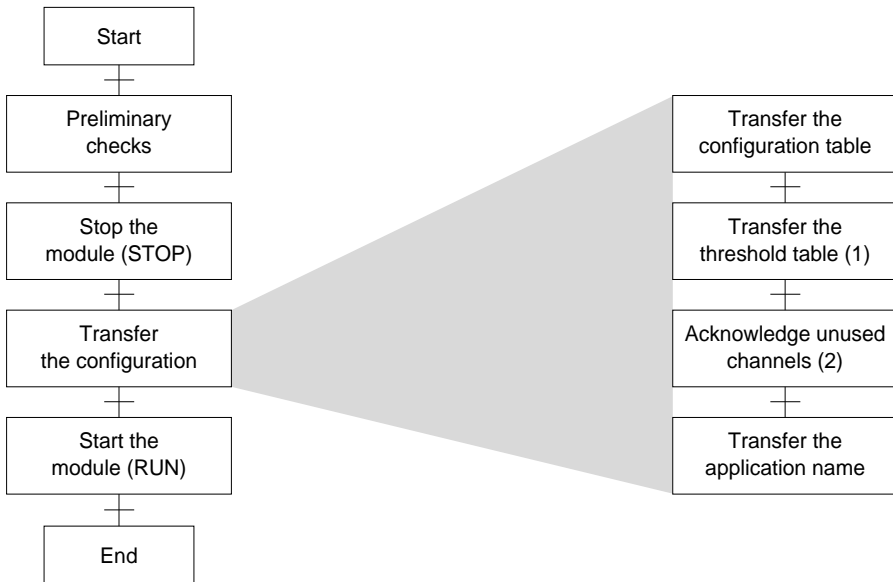 Start
Preliminary
checks
Stop the
module (STOP)
Transfer
the configuration
Start the
module (RUN)
End
Transfer the
configuration table
Transfer the
threshold table (1)
Acknowledge unused
channels (2)
Transfer the
application name